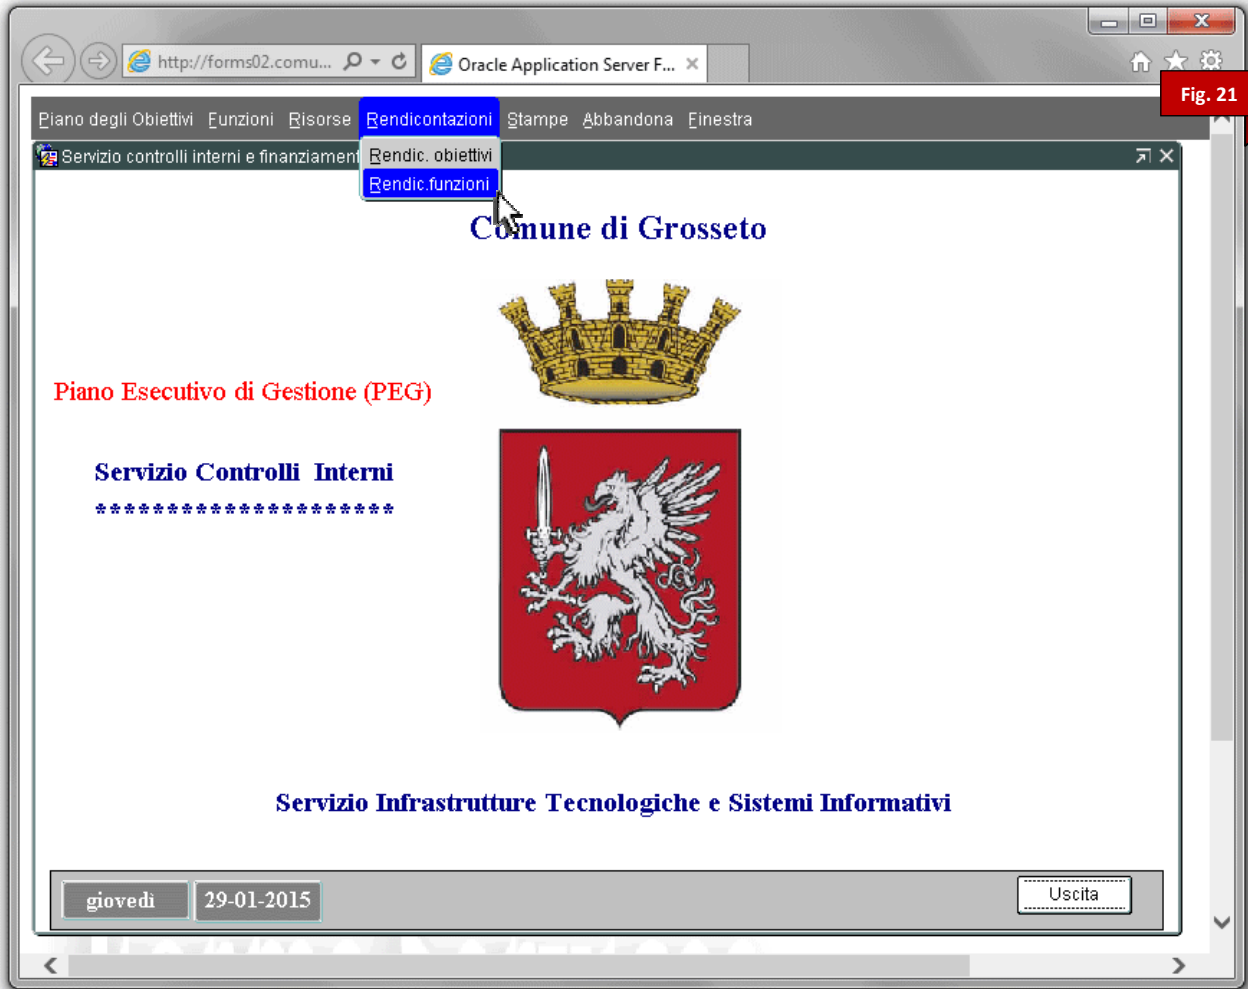 http://forms02.comu...
Oracle Application Server F...
Fig. 21
Piano degli Obiettivi Funzioni Risorse Rendicontazioni Stampe Abbandona Finestra
Servizio controlli interni e finanziament
Rendic. obiettivi
Rendic.funzioni
Comune di Grosseto
Piano Esecutivo di Gestione (PEG)
Servizio Controlli Interni
*********************
Servizio Infrastrutture Tecnologiche e Sistemi Informativi
giovedì 29-01-2015 Uscita